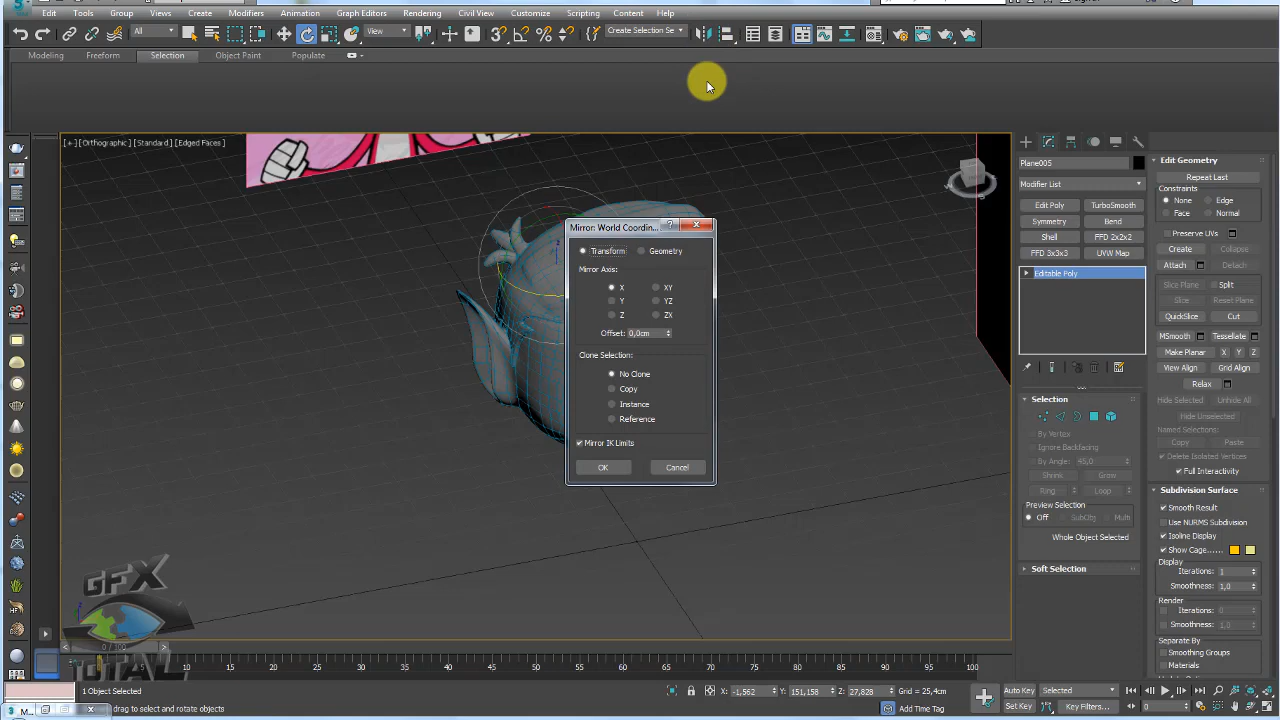 Edit Tools Group Views Create Modifiers Animation Graph Editors Rendering Civil View Customize Scripting Content Help
All View Create Selection Se
Modeling Freeform Selection Object Paint Populate
[+] [Orthographic] [Standard] [Edged Faces]
Mirror: World Coordin...
Transform Geometry
Mirror Axis:
X XY
Y YZ
Z ZX
Offset: 0,0cm
Clone Selection:
No Clone
Copy
Instance
Reference
Mirror IK Limits
OK Cancel
Plane005
Modifier List
Edit Poly TurboSmooth
Symmetry Bend
Shell FFD 2x2x2
FFD 3x3x3 UVW Map
Editable Poly
Selection
By Vertex
Ignore Backfacing
By Angle: 45,0
Shrink Grow
Ring Loop
Preview Selection
Off SubObj Multi
Whole Object Selected
Soft Selection
Edit Geometry
Repeat Last
Constraints
None Edge
Face Normal
Preserve UVs
Create Collapse
Attach Detach
Slice Plane Split
Slice Reset Plane
QuickSlice Cut
MSmooth Tessellate
Make Planar X Y Z
View Align Grid Align
Relax
Hide Selected Unhide All
Hide Unselected
Named Selections:
Copy Paste
Delete Isolated Vertices
Full Interactivity
Subdivision Surface
Smooth Result
Use NURMS Subdivision
Isoline Display
Show Cage......
Display
Iterations: 1
Smoothness: 1,0
Render
Iterations: 0
Smoothness: 1,0
Separate By
Smoothing Groups
Materials
GFX
TOTAL
0 / 100
5 10 15 20 25 30 35 40 45 50 55 60 65 70 75 80 85 90 95 100
1 Object Selected X: -1,562 Y: 151,158 Z: 27,829 Grid = 25,4cm Auto Key Selected
drag to select and rotate objects Add Time Tag Set Key Key Filters... 0